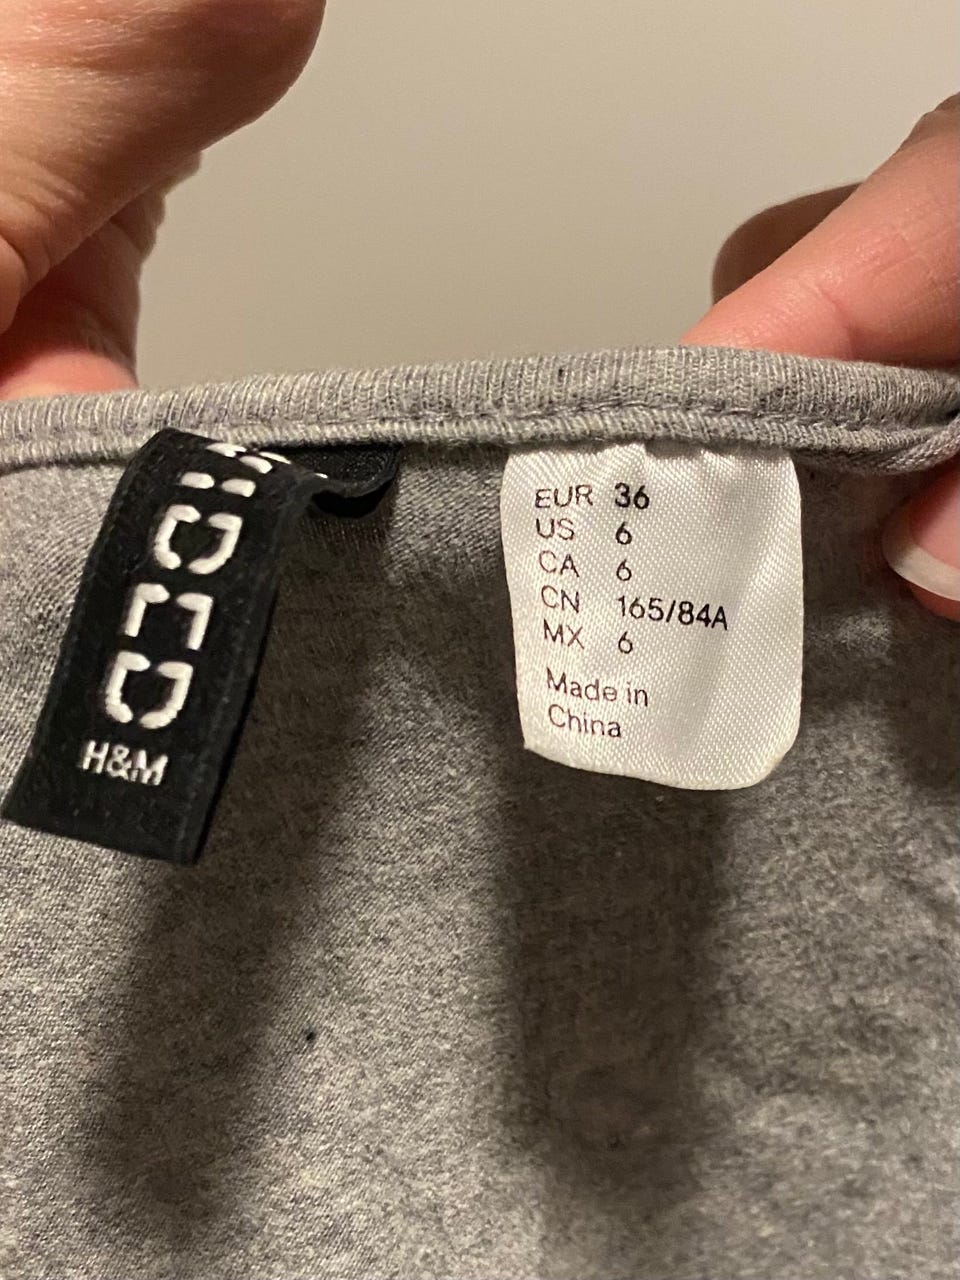 H&M
EUR 36
US 6
CA 6
CN 165/84A
MX 6
Made in
China